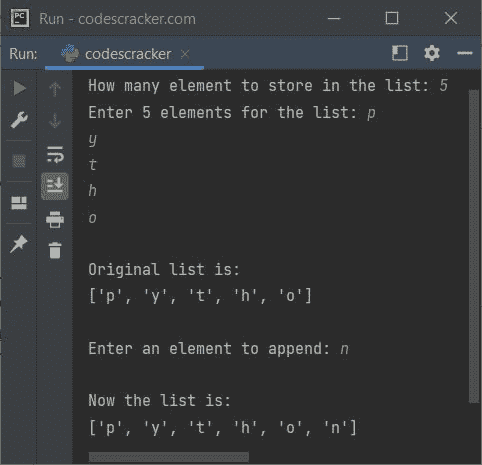 PC Run - codescracker.com
Run: codescracker
How many element to store in the list: 5
Enter 5 elements for the list: p
y
t
h
o
Original list is:
['p', 'y', 't', 'h', 'o']
Enter an element to append: n
Now the list is:
['p', 'y', 't', 'h', 'o', 'n']